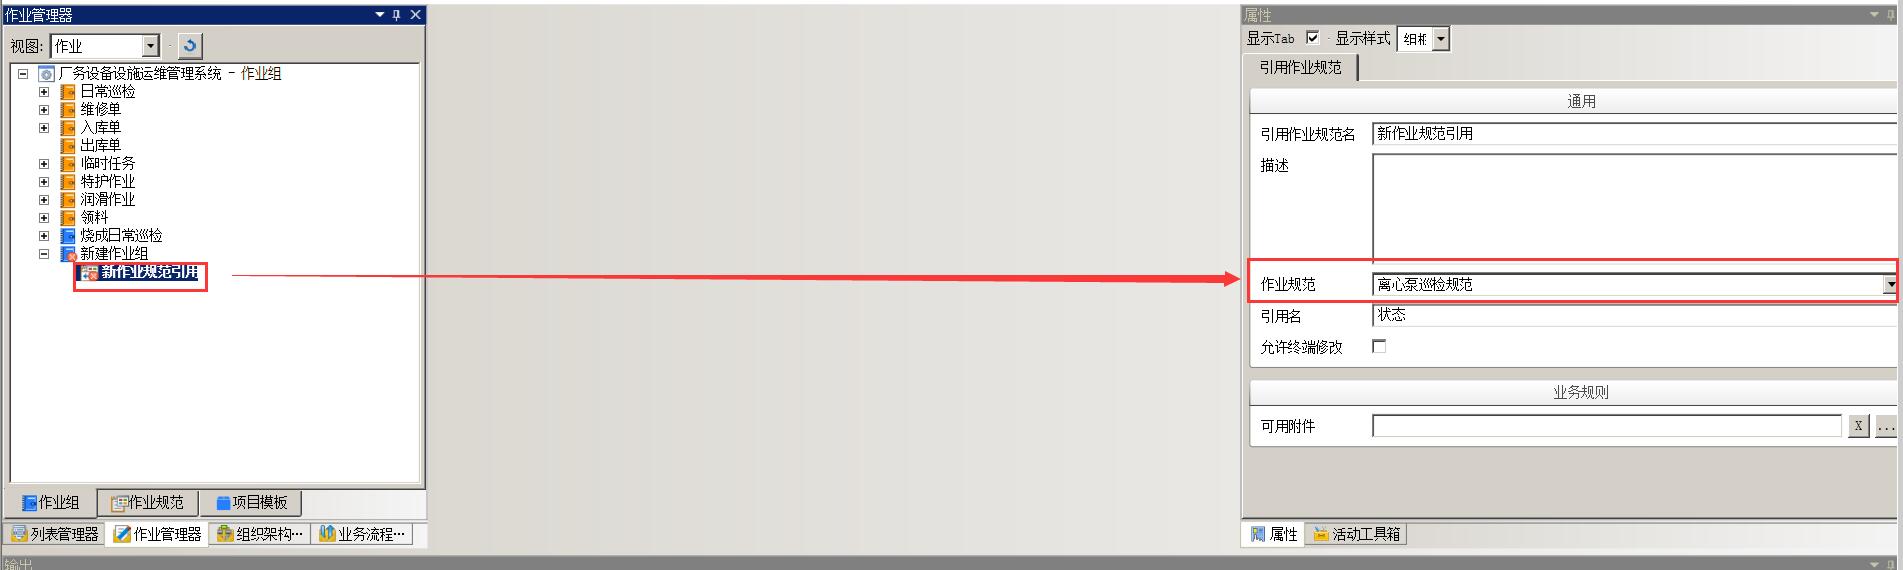 作业管理器
视图: 作业
厂务设备设施运维管理系统 - 作业组
日常巡检
维修单
入库单
出库单
临时任务
特护作业
润滑作业
领料
烧成日常巡检
新建作业组
新作业规范引用
作业组 作业规范 项目模板
列表管理器 作业管理器 组织架构... 业务流程...
属性
显示Tab 显示样式
引用作业规范
通用
引用作业规范名 新作业规范引用
描述
作业规范 离心泵巡检规范
引用名 状态
允许终端修改
业务规则
可用附件 X ...
属性 活动工具箱
输出